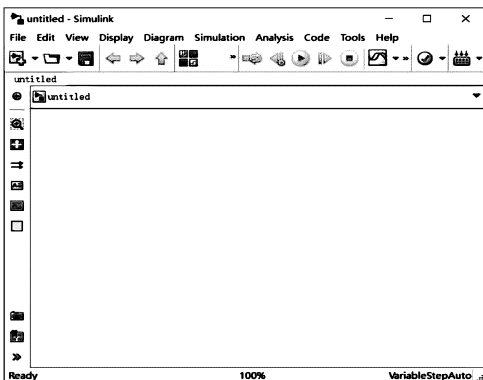 untitled - Simulink
File Edit View Display Diagram Simulation Analysis Code Tools Help
untitled
untitled
Ready 100% VariableStepAuto